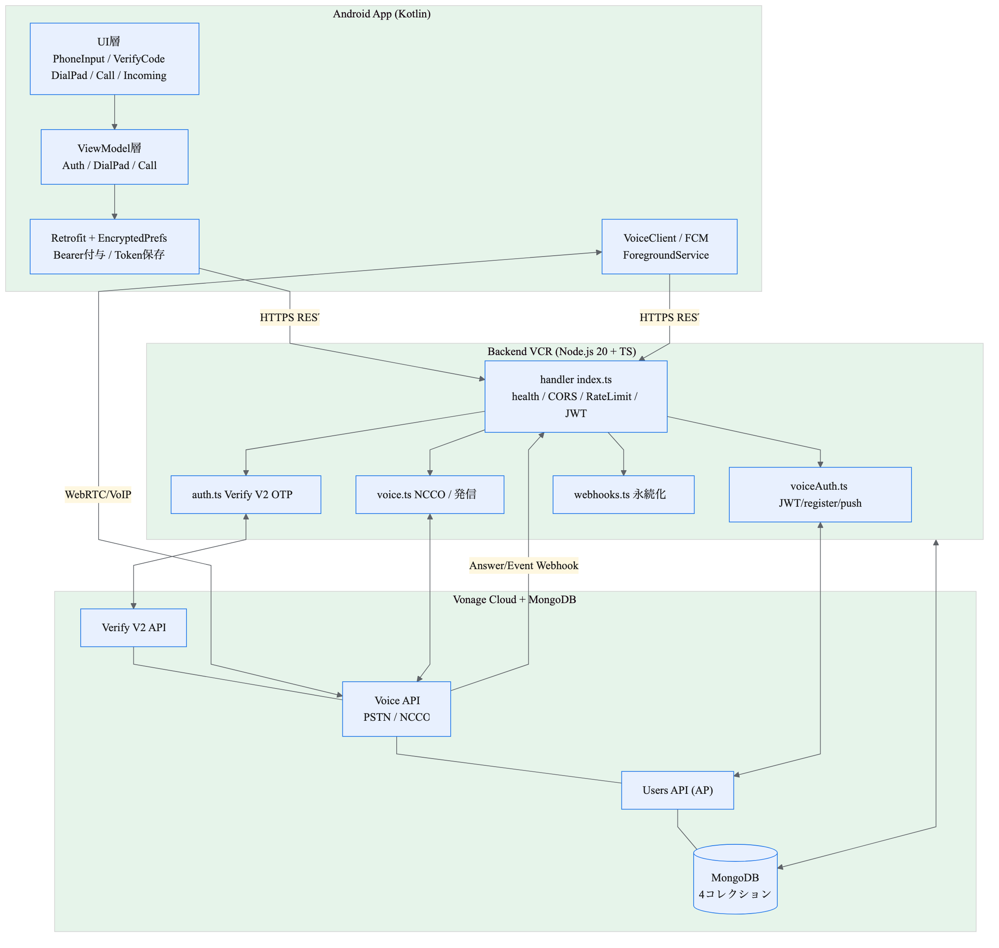 Android App (Kotlin)
UI層
PhoneInput / VerifyCode
DialPad / Call / Incoming
ViewModel層
Auth / DialPad / Call
Retrofit + EncryptedPrefs
Bearer付与 / Token保存
VoiceClient / FCM
ForegroundService
HTTPS REST
HTTPS REST
Backend VCR (Node.js 20 + TS)
handler index.ts
health / CORS / RateLimit /
JWT
WebRTC/VoIP
auth.ts Verify V2 OTP
voice.ts NCCO / 発信
webhooks.ts 永続化
voiceAuth.ts
JWT/register/push
Answer/Event Webhook
Vonage Cloud + MongoDB
Verify V2 API
Voice API
PSTN / NCCO
Users API (AP)
MongoDB
4コレクション